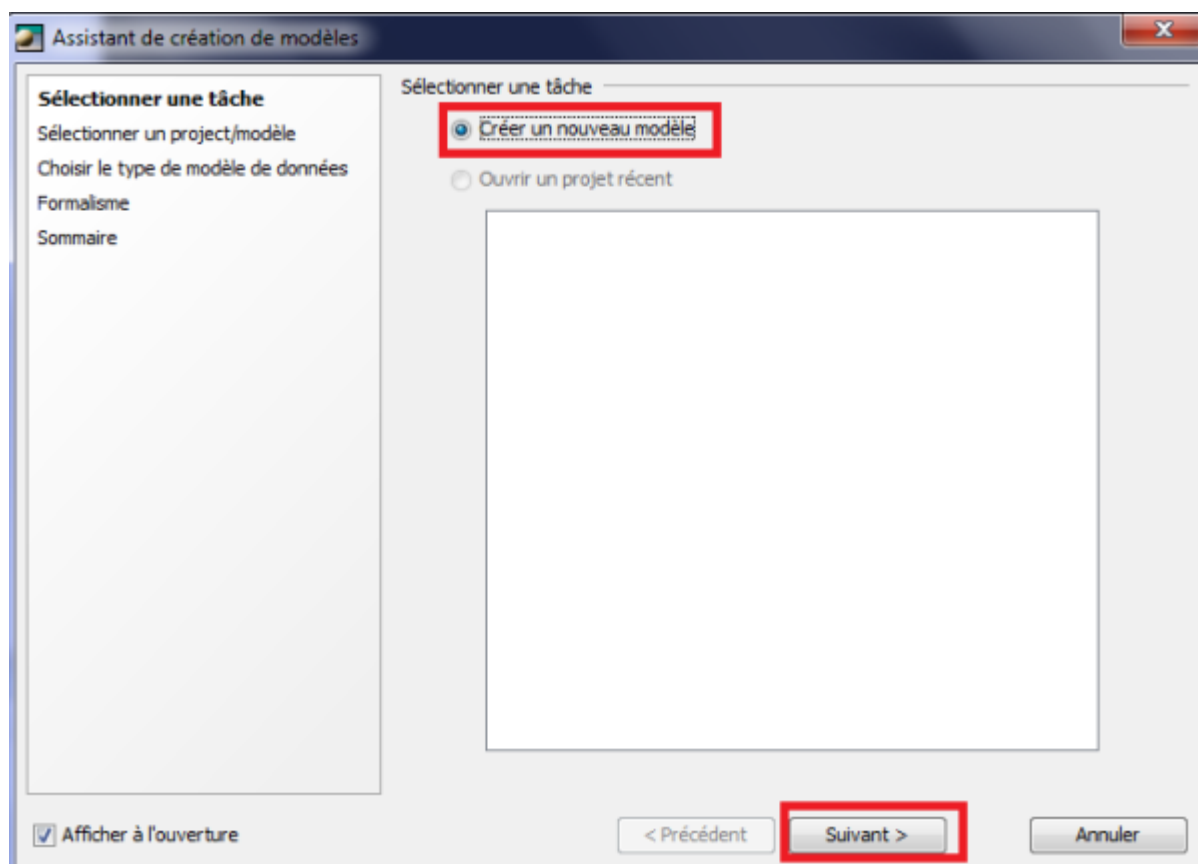 Assistant de création de modèles
Sélectionner une tâche
Sélectionner un project/modèle
Choisir le type de modèle de données
Formalisme
Sommaire
Sélectionner une tâche
Créer un nouveau modèle
Ouvrir un projet récent
Afficher à l'ouverture
< Précédent
Suivant >
Annuler